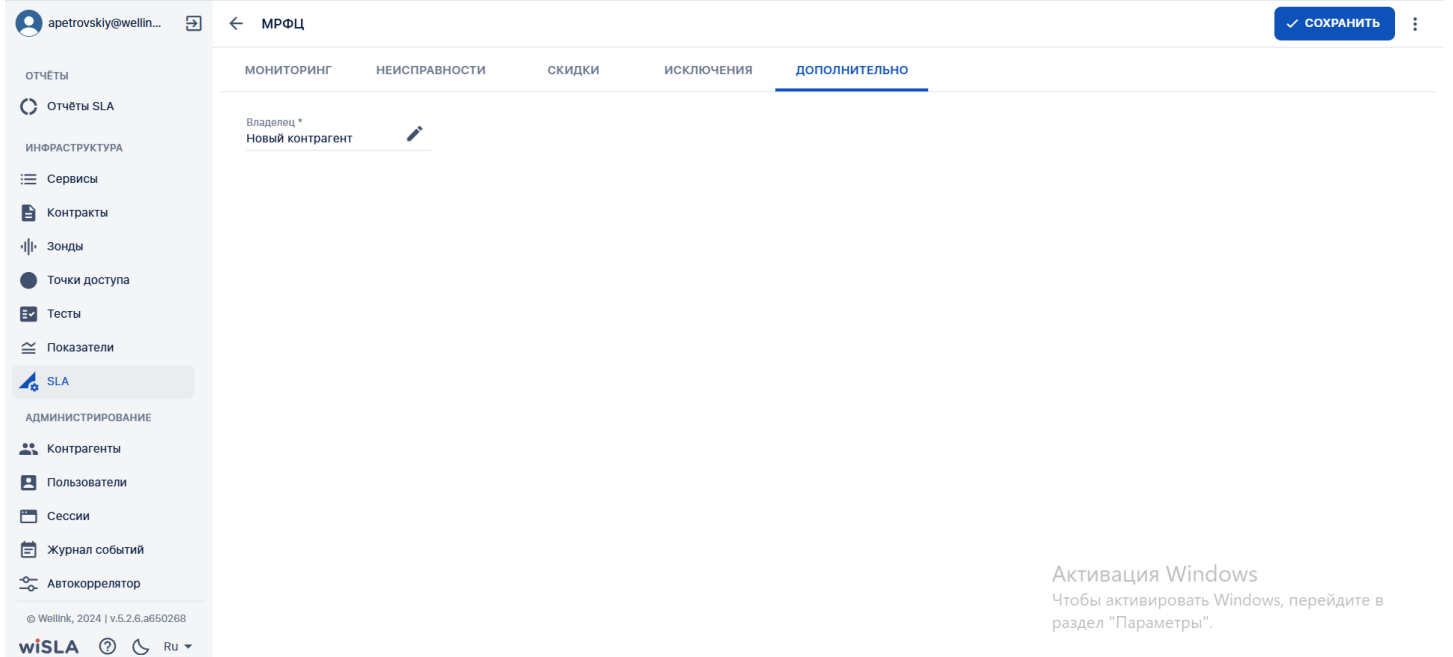 apetrovskiy@wellin...
ОТЧЁТЫ
Отчёты SLA
ИНФРАСТРУКТУРА
Сервисы
Контракты
Зонды
Точки доступа
Тесты
Показатели
SLA
АДМИНИСТРИРОВАНИЕ
Контрагенты
Пользователи
Сессии
Журнал событий
Автокоррелятор
© Wellink, 2024 | v.5.2.6.a650268
wiSLA Ru
МРФЦ
СОХРАНИТЬ
МОНИТОРИНГ НЕИСПРАВНОСТИ СКИДКИ ИСКЛЮЧЕНИЯ ДОПОЛНИТЕЛЬНО
Владелец *
Новый контрагент
Активация Windows
Чтобы активировать Windows, перейдите в
раздел "Параметры".